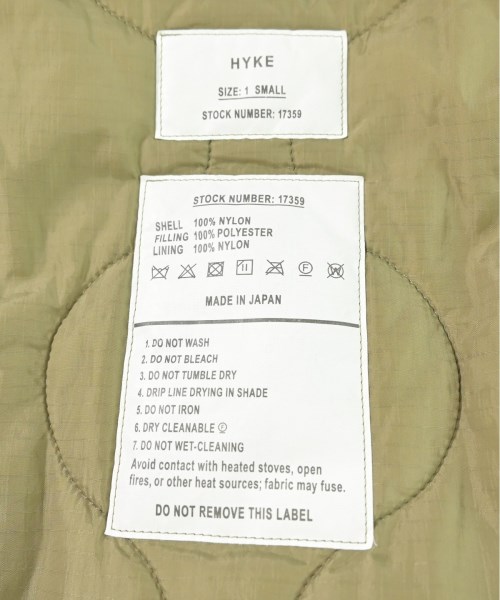 HYKE
SIZE: 1 SMALL
STOCK NUMBER: 17359
STOCK NUMBER: 17359
SHELL 100% NYLON
FILLING 100% POLYESTER
LINING 100% NYLON
MADE IN JAPAN
1. DO NOT WASH
2. DO NOT BLEACH
3. DO NOT TUMBLE DRY
4. DRIP LINE DRYING IN SHADE
5. DO NOT IRON
6. DRY CLEANABLE Ⓕ
7. DO NOT WET-CLEANING
Avoid contact with heated stoves, open
fires, or other heat sources; fabric may fuse.
DO NOT REMOVE THIS LABEL